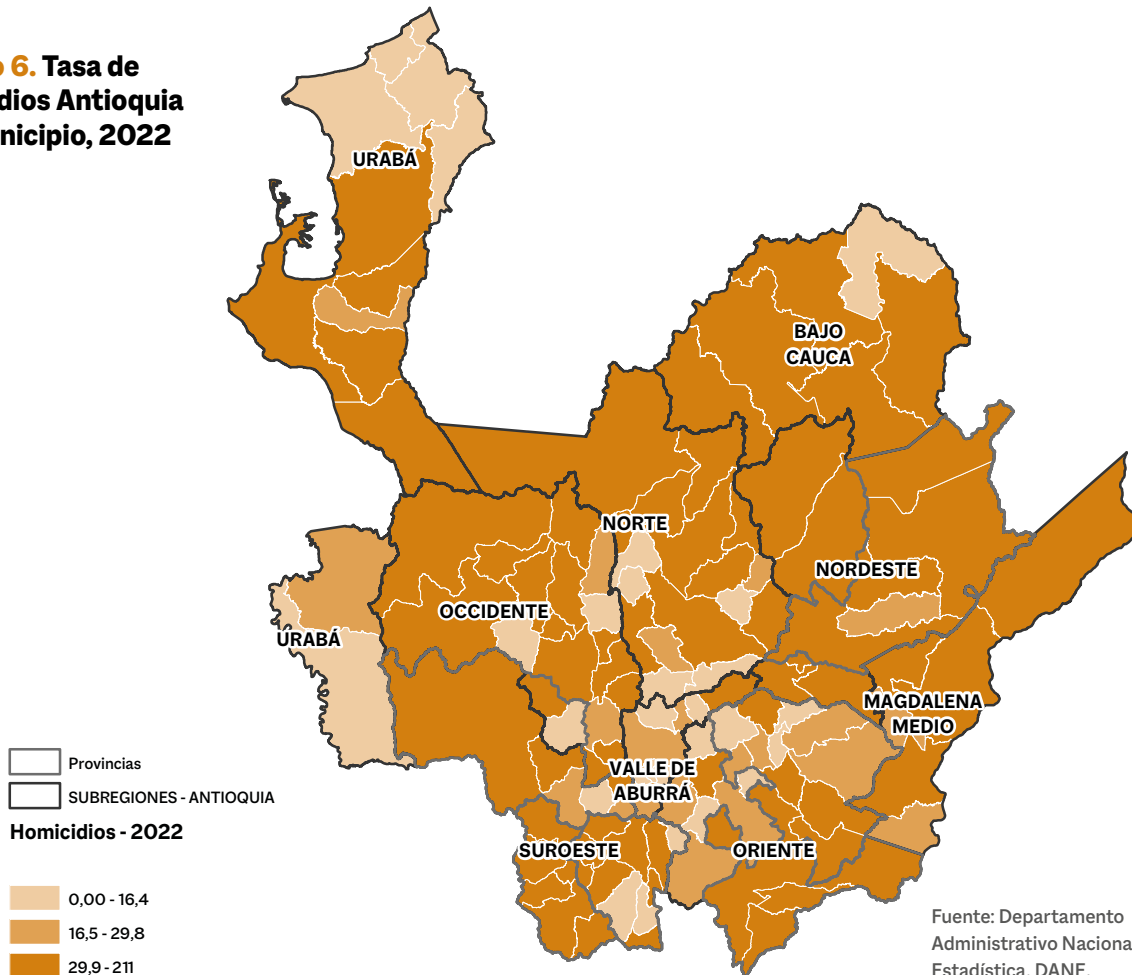 6. Tasa de
dios Antioquia
nicipio, 2022
URABÁ
BAJO
CAUCA
NORTE
NORDESTE
OCCIDENTE
URABÁ
MAGDALENA
MEDIO
VALLE DE
ABURRÁ
SUROESTE
ORIENTE
Provincias
SUBREGIONES - ANTIOQUIA
Homicidios - 2022
0,00 - 16,4
16,5 - 29,8
29,9 - 211
Fuente: Departamento
Administrativo Naciona
Estadística, DANE.